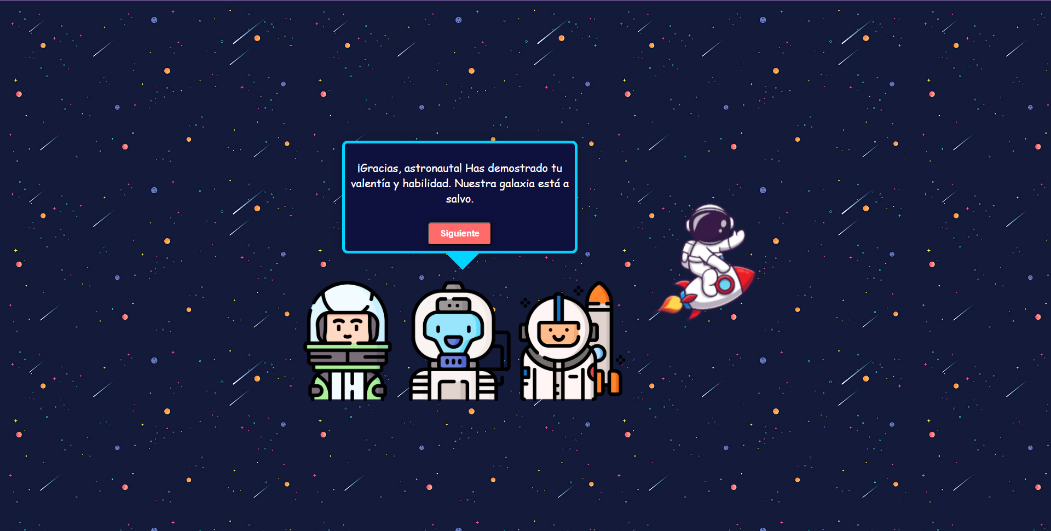 ¡Gracias, astronauta! Has demostrado tu
valentía y habilidad. Nuestra galaxia está a
salvo.
Siguiente